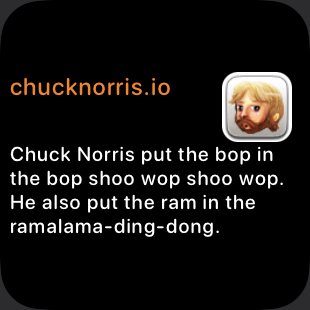 chucknorris.io
Chuck Norris put the bop in
the bop shoo wop shoo wop.
He also put the ram in the
ramalama-ding-dong.